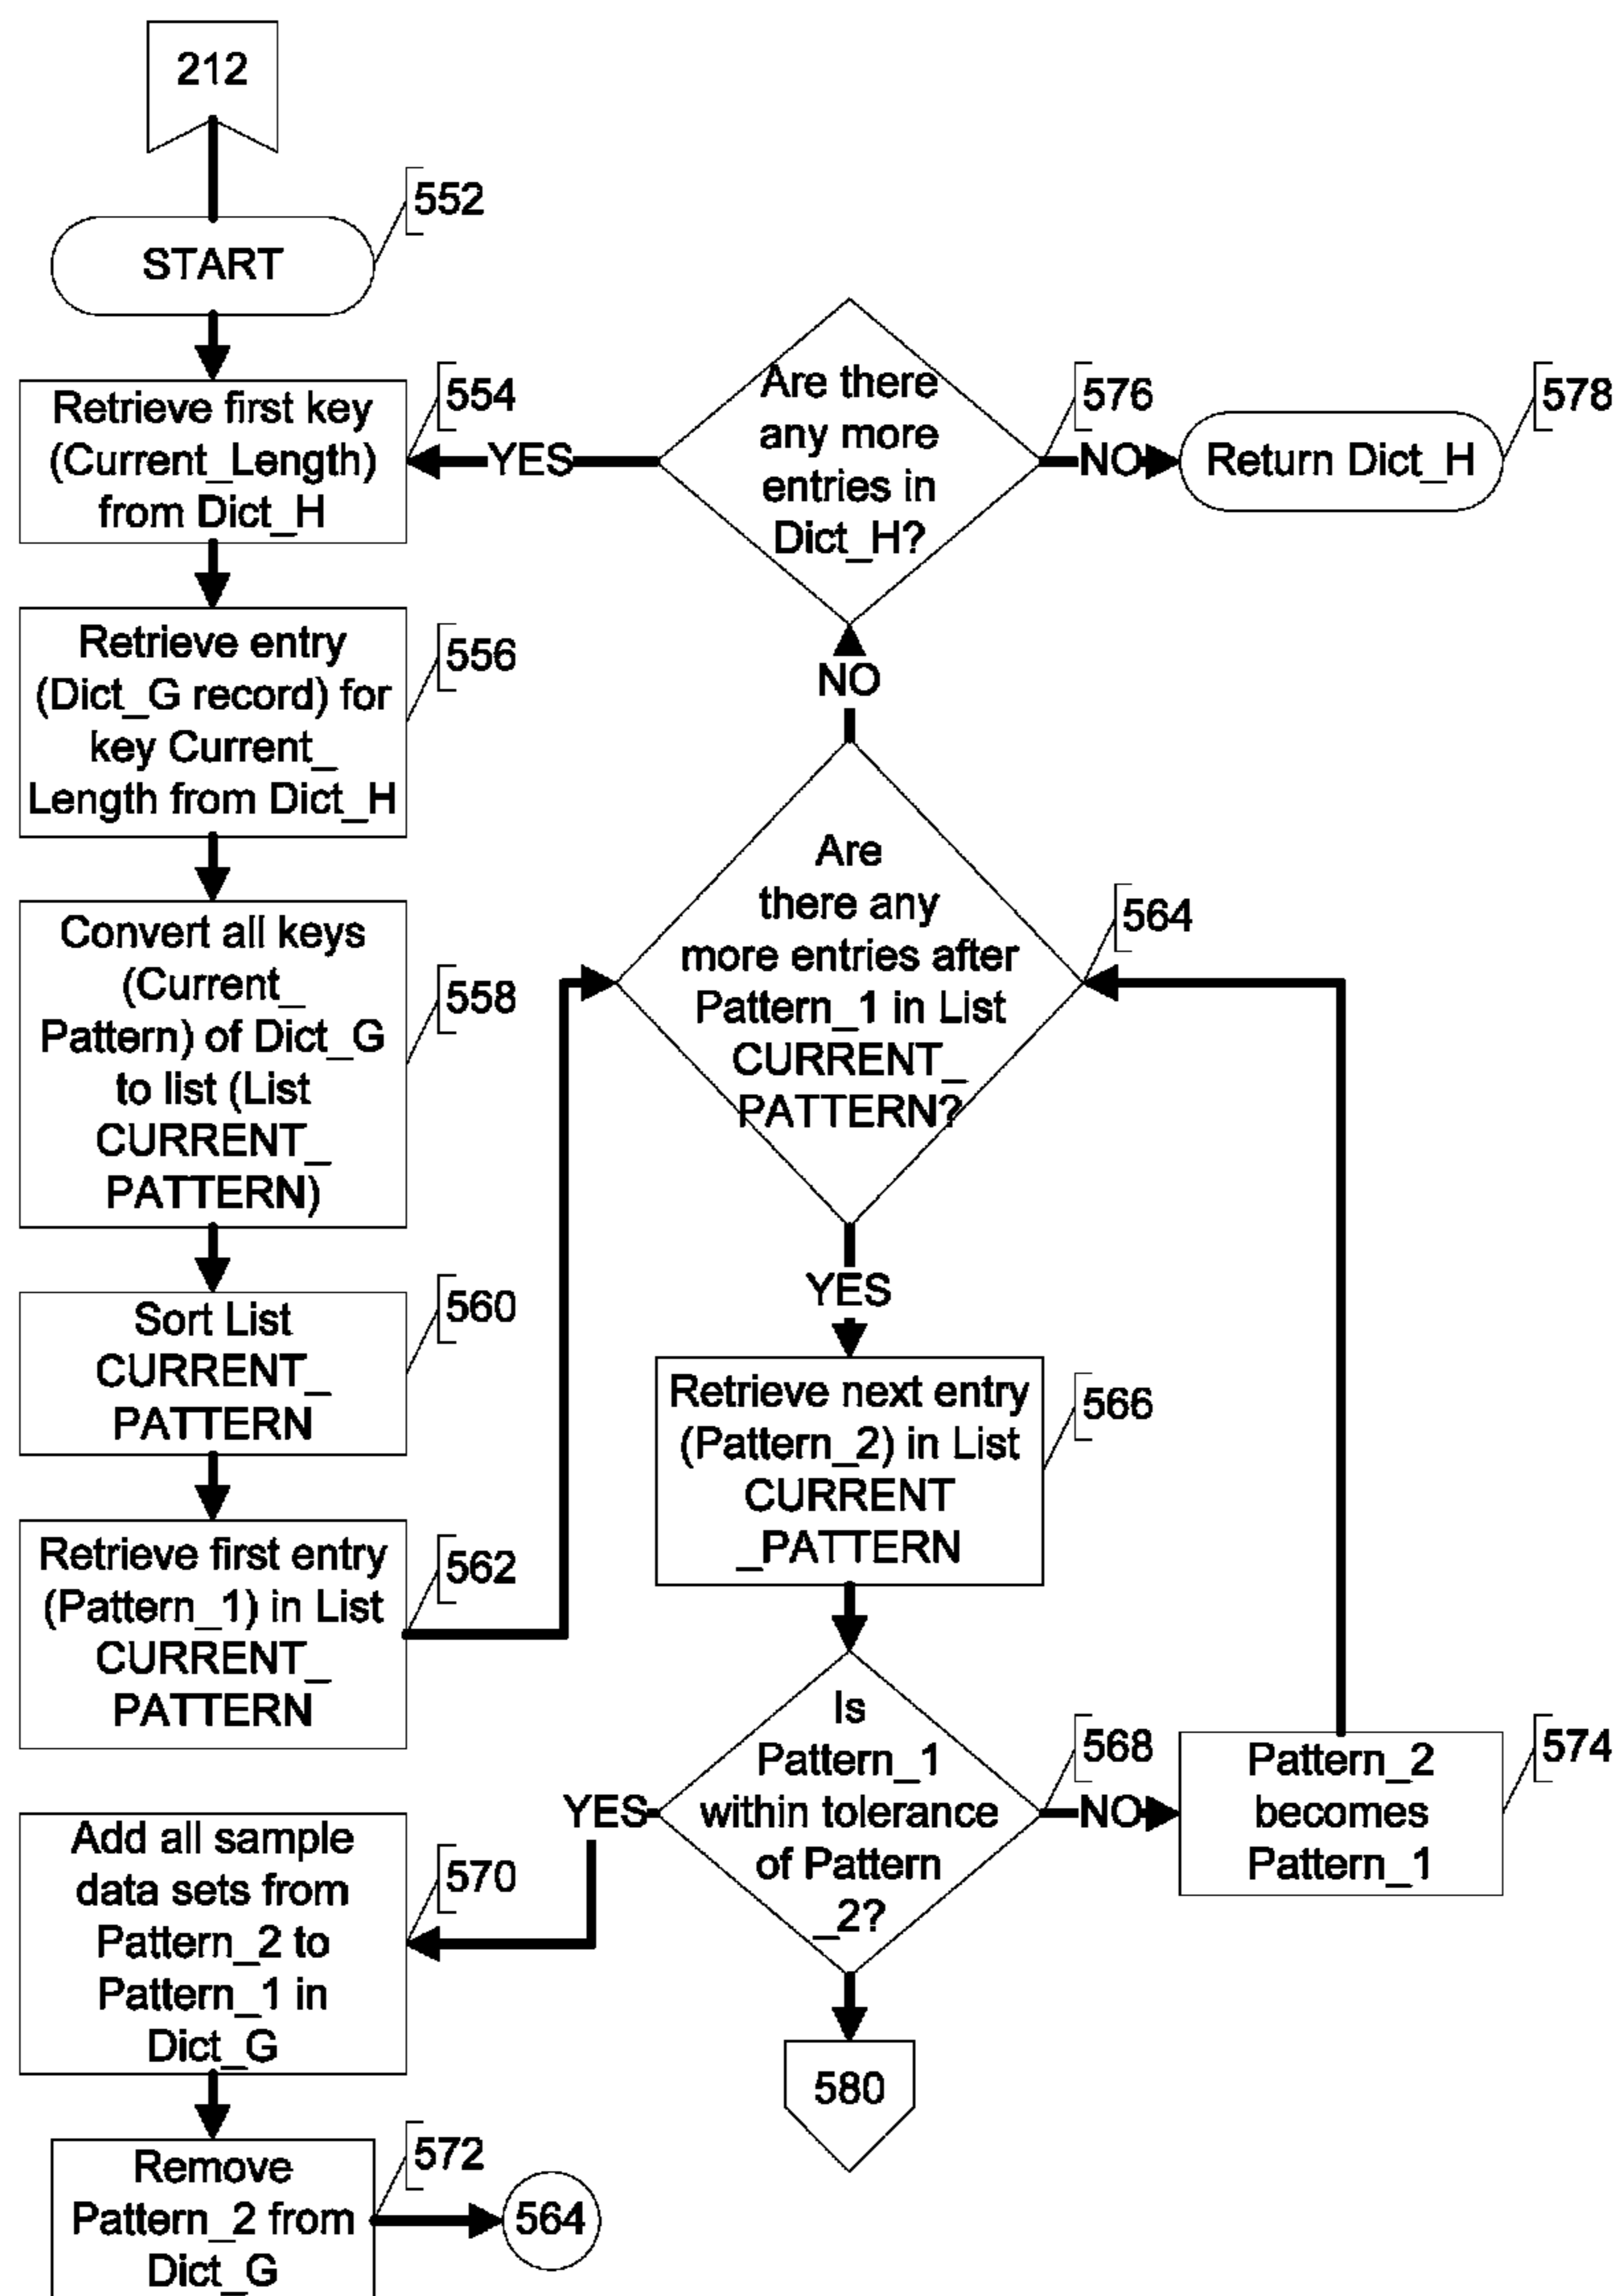 212
552
START
554
Retrieve first key
(Current_Length)
from Dict_H
556
Retrieve entry
(Dict_G record) for
key Current_
Length from Dict_H
558
Convert all keys
(Current_
Pattern) of Dict_G
to list (List
CURRENT_
PATTERN)
560
Sort List
CURRENT_
PATTERN
562
Retrieve first entry
(Pattern_1) in List
CURRENT_
PATTERN
564
Are
there any
more entries after
Pattern_1 in List
CURRENT_
PATTERN?
NO
YES
576
Are there
any more
entries in
Dict_H?
YES
NO
578
Return Dict_H
566
Retrieve next entry
(Pattern_2) in List
CURRENT
_PATTERN
568
Is
Pattern_1
within tolerance
of Pattern
_2?
YES
NO
574
Pattern_2
becomes
Pattern_1
580
570
Add all sample
data sets from
Pattern_2 to
Pattern_1 in
Dict_G
572
Remove
Pattern_2 from
Dict_G
564